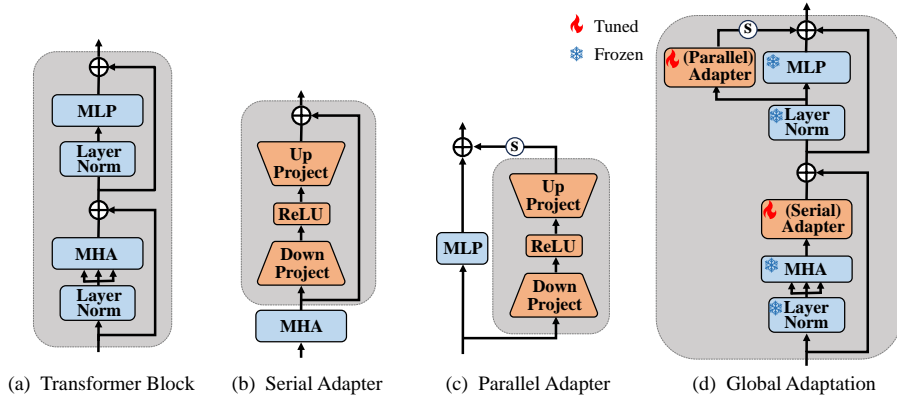 MLP
Layer
Norm
MHA
Layer
Norm
(a) Transformer Block
Up
Project
ReLU
Down
Project
MHA
(b) Serial Adapter
S
Up
Project
MLP
ReLU
Down
Project
(c) Parallel Adapter
Tuned
Frozen
S
(Parallel)
Adapter
MLP
Layer
Norm
(Serial)
Adapter
MHA
Layer
Norm
(d) Global Adaptation